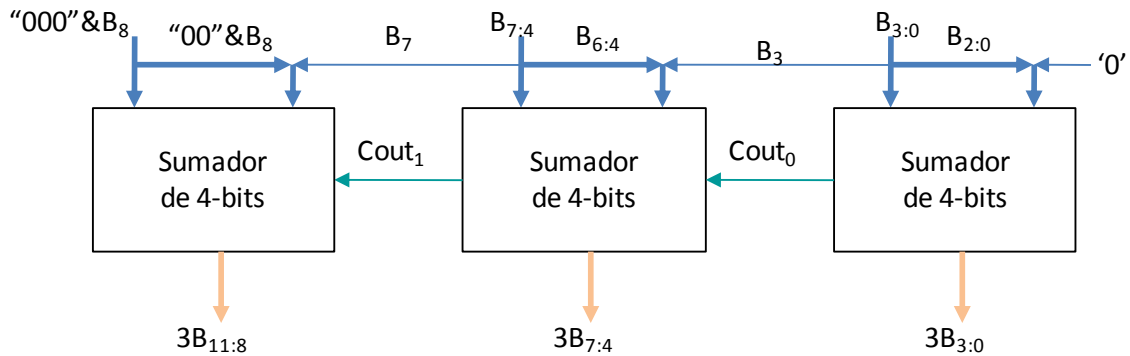 “000”&B₈
“00”&B₈
B₇
B₇:₄
B₆:₄
B₃
B₃:₀
B₂:₀
‘0’
Sumador
de 4-bits
Cout₁
Sumador
de 4-bits
Cout₀
Sumador
de 4-bits
3B₁₁:₈
3B₇:₄
3B₃:₀